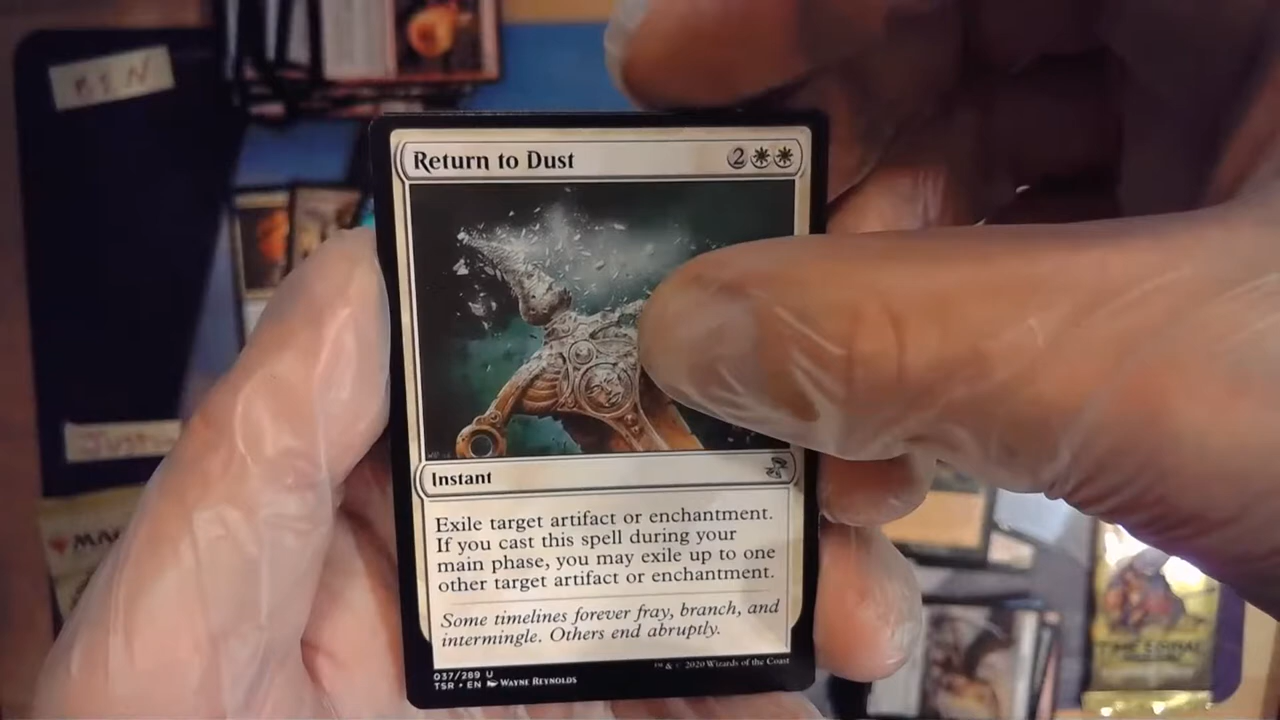 BEN
Return to Dust 2
Instant
Exile target artifact or enchantment.
If you cast this spell during your
main phase, you may exile up to one
other target artifact or enchantment.
Some timelines forever fray, branch, and
intermingle. Others end abruptly.
037/289 U
TSR • EN WAYNE REYNOLDS
™ & © 2020 Wizards of the Coast